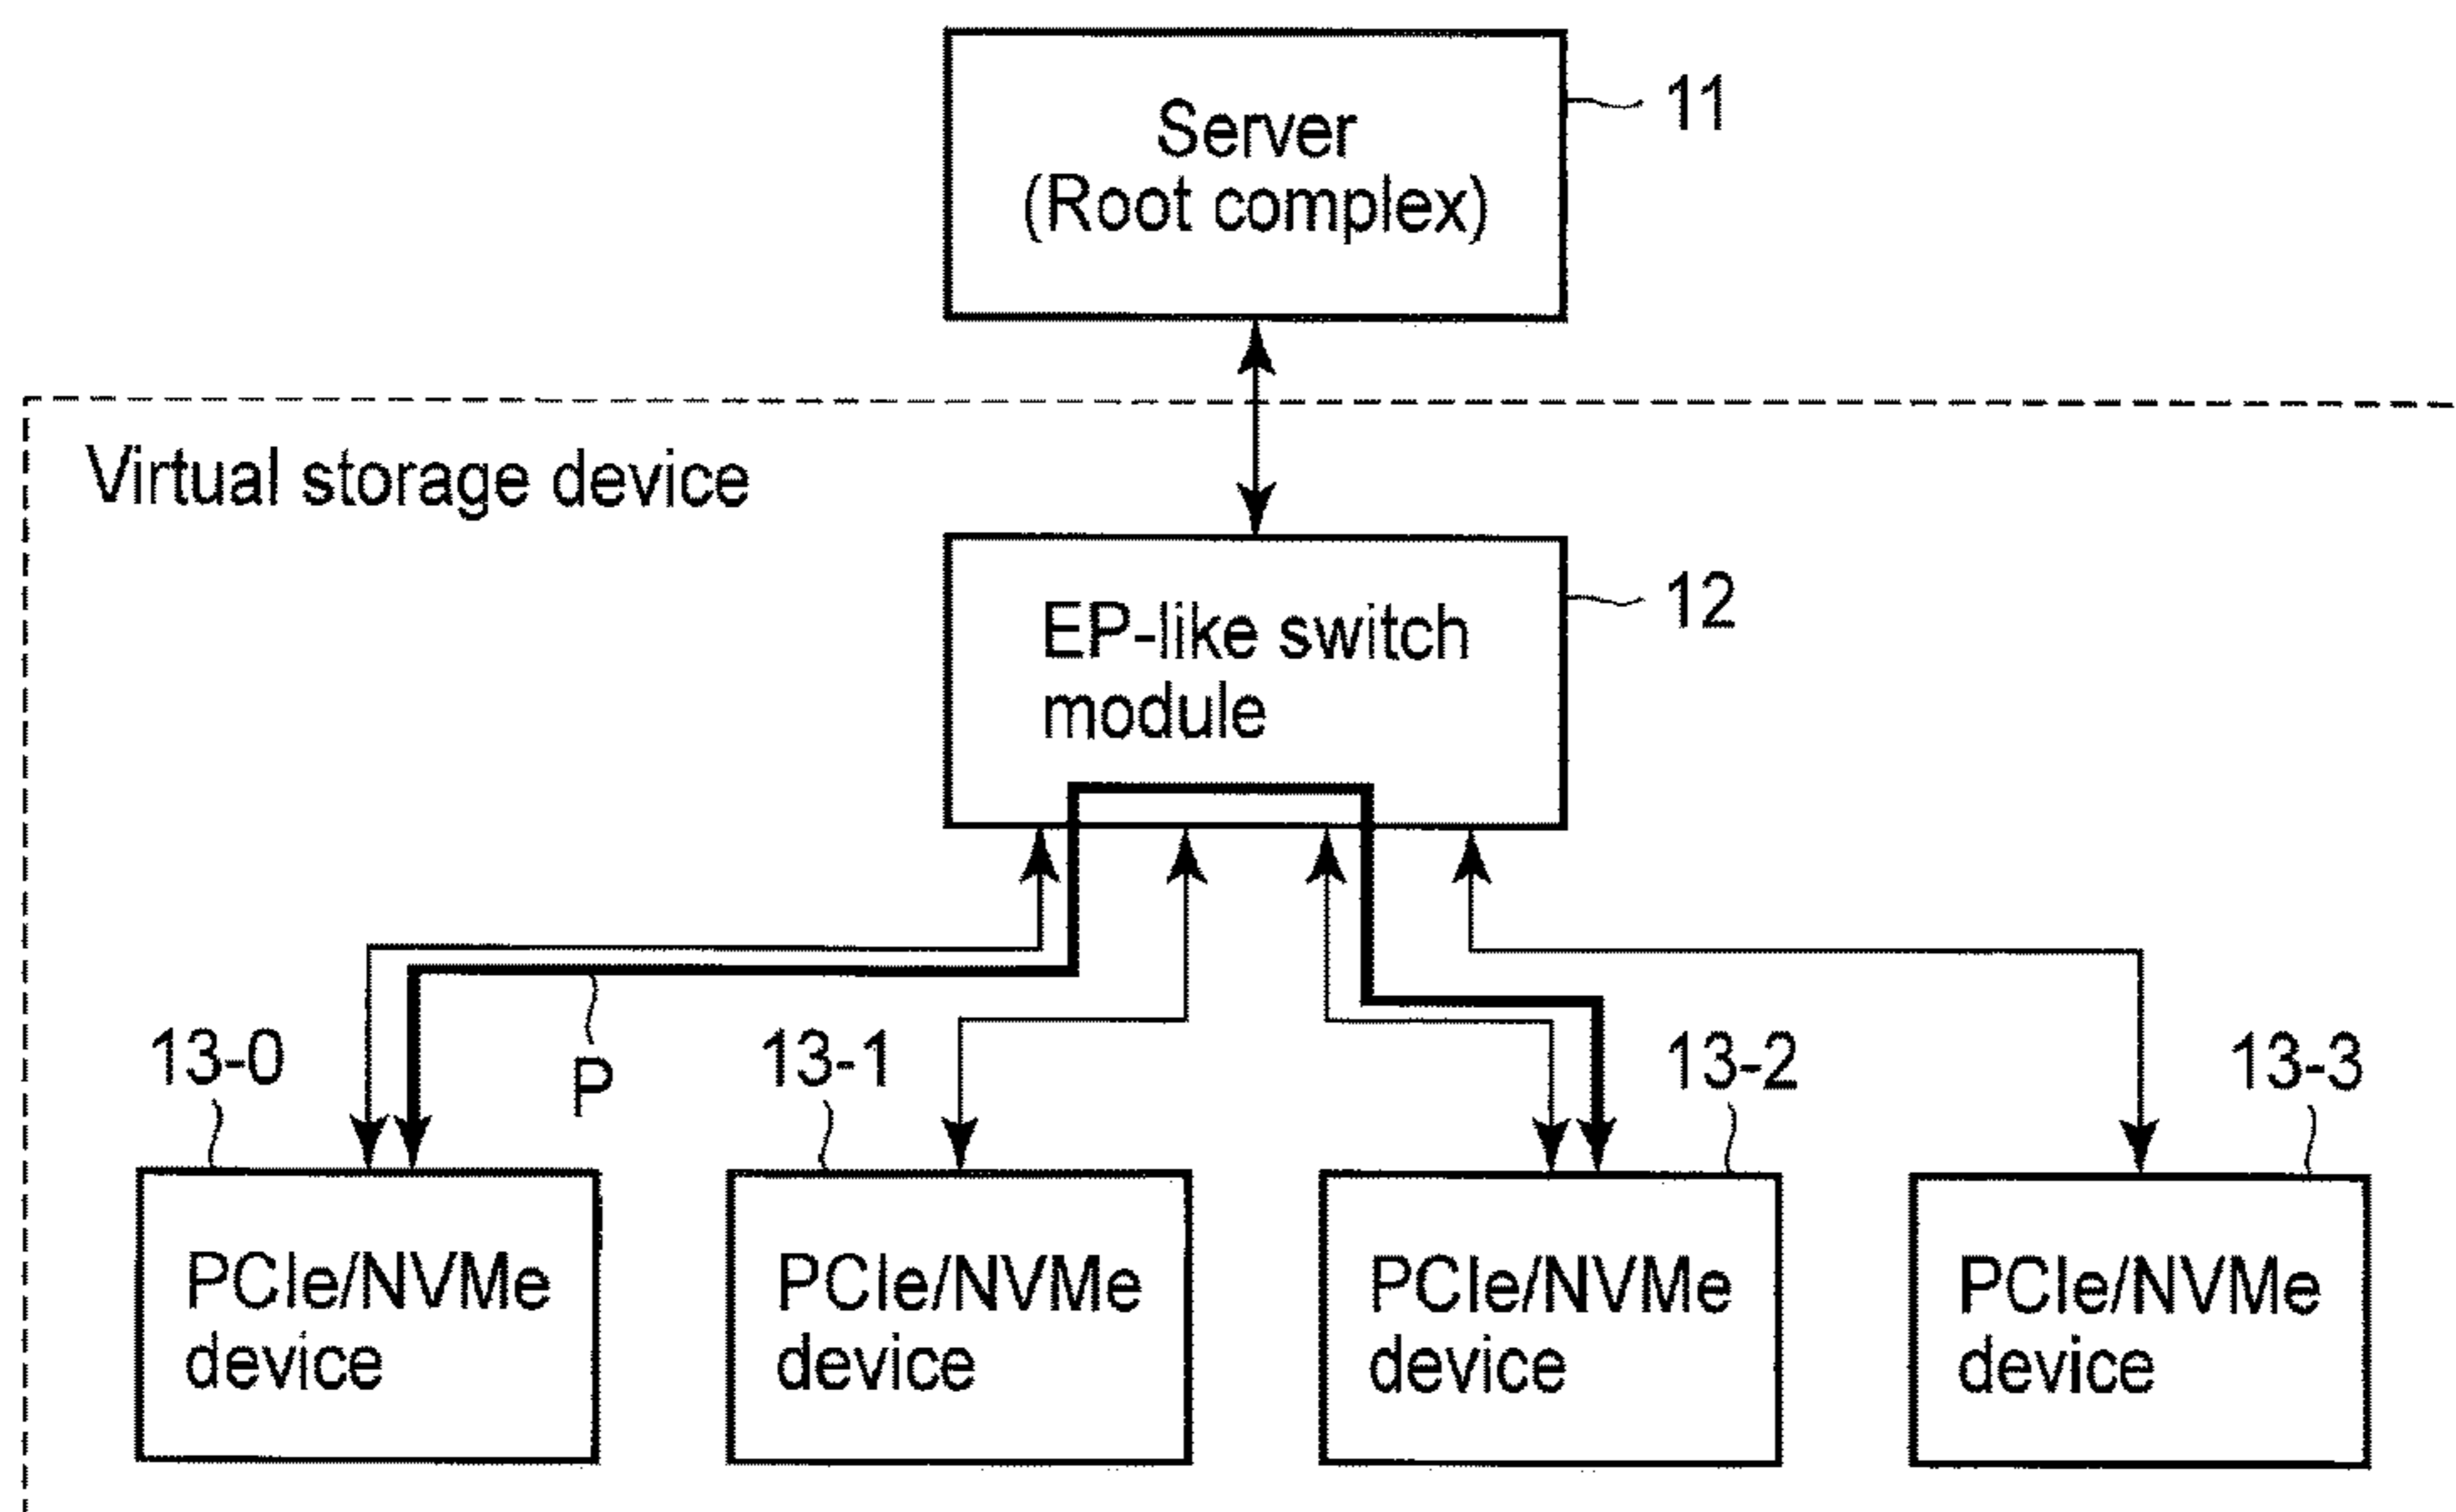 Server
(Root complex)
11
Virtual storage device
EP-like switch
module
12
13-0
P
13-1
13-2
13-3
PCIe/NVMe
device
PCIe/NVMe
device
PCIe/NVMe
device
PCIe/NVMe
device